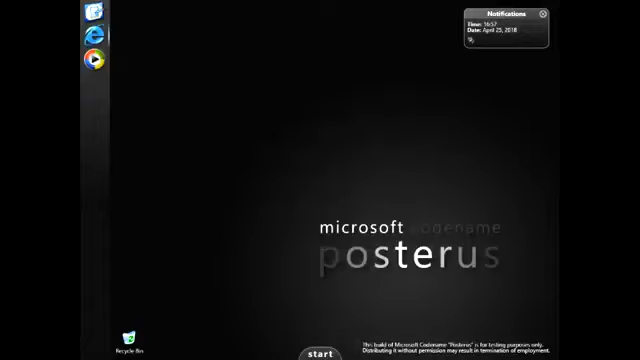 Notifications
Time: 16:57
Date: April 25, 2018
microsoft codename
posterus
Recycle Bin
start
This build of Microsoft Codename "Posterus" is for testing purposes only.
Distributing it without permission may result in termination of employment.